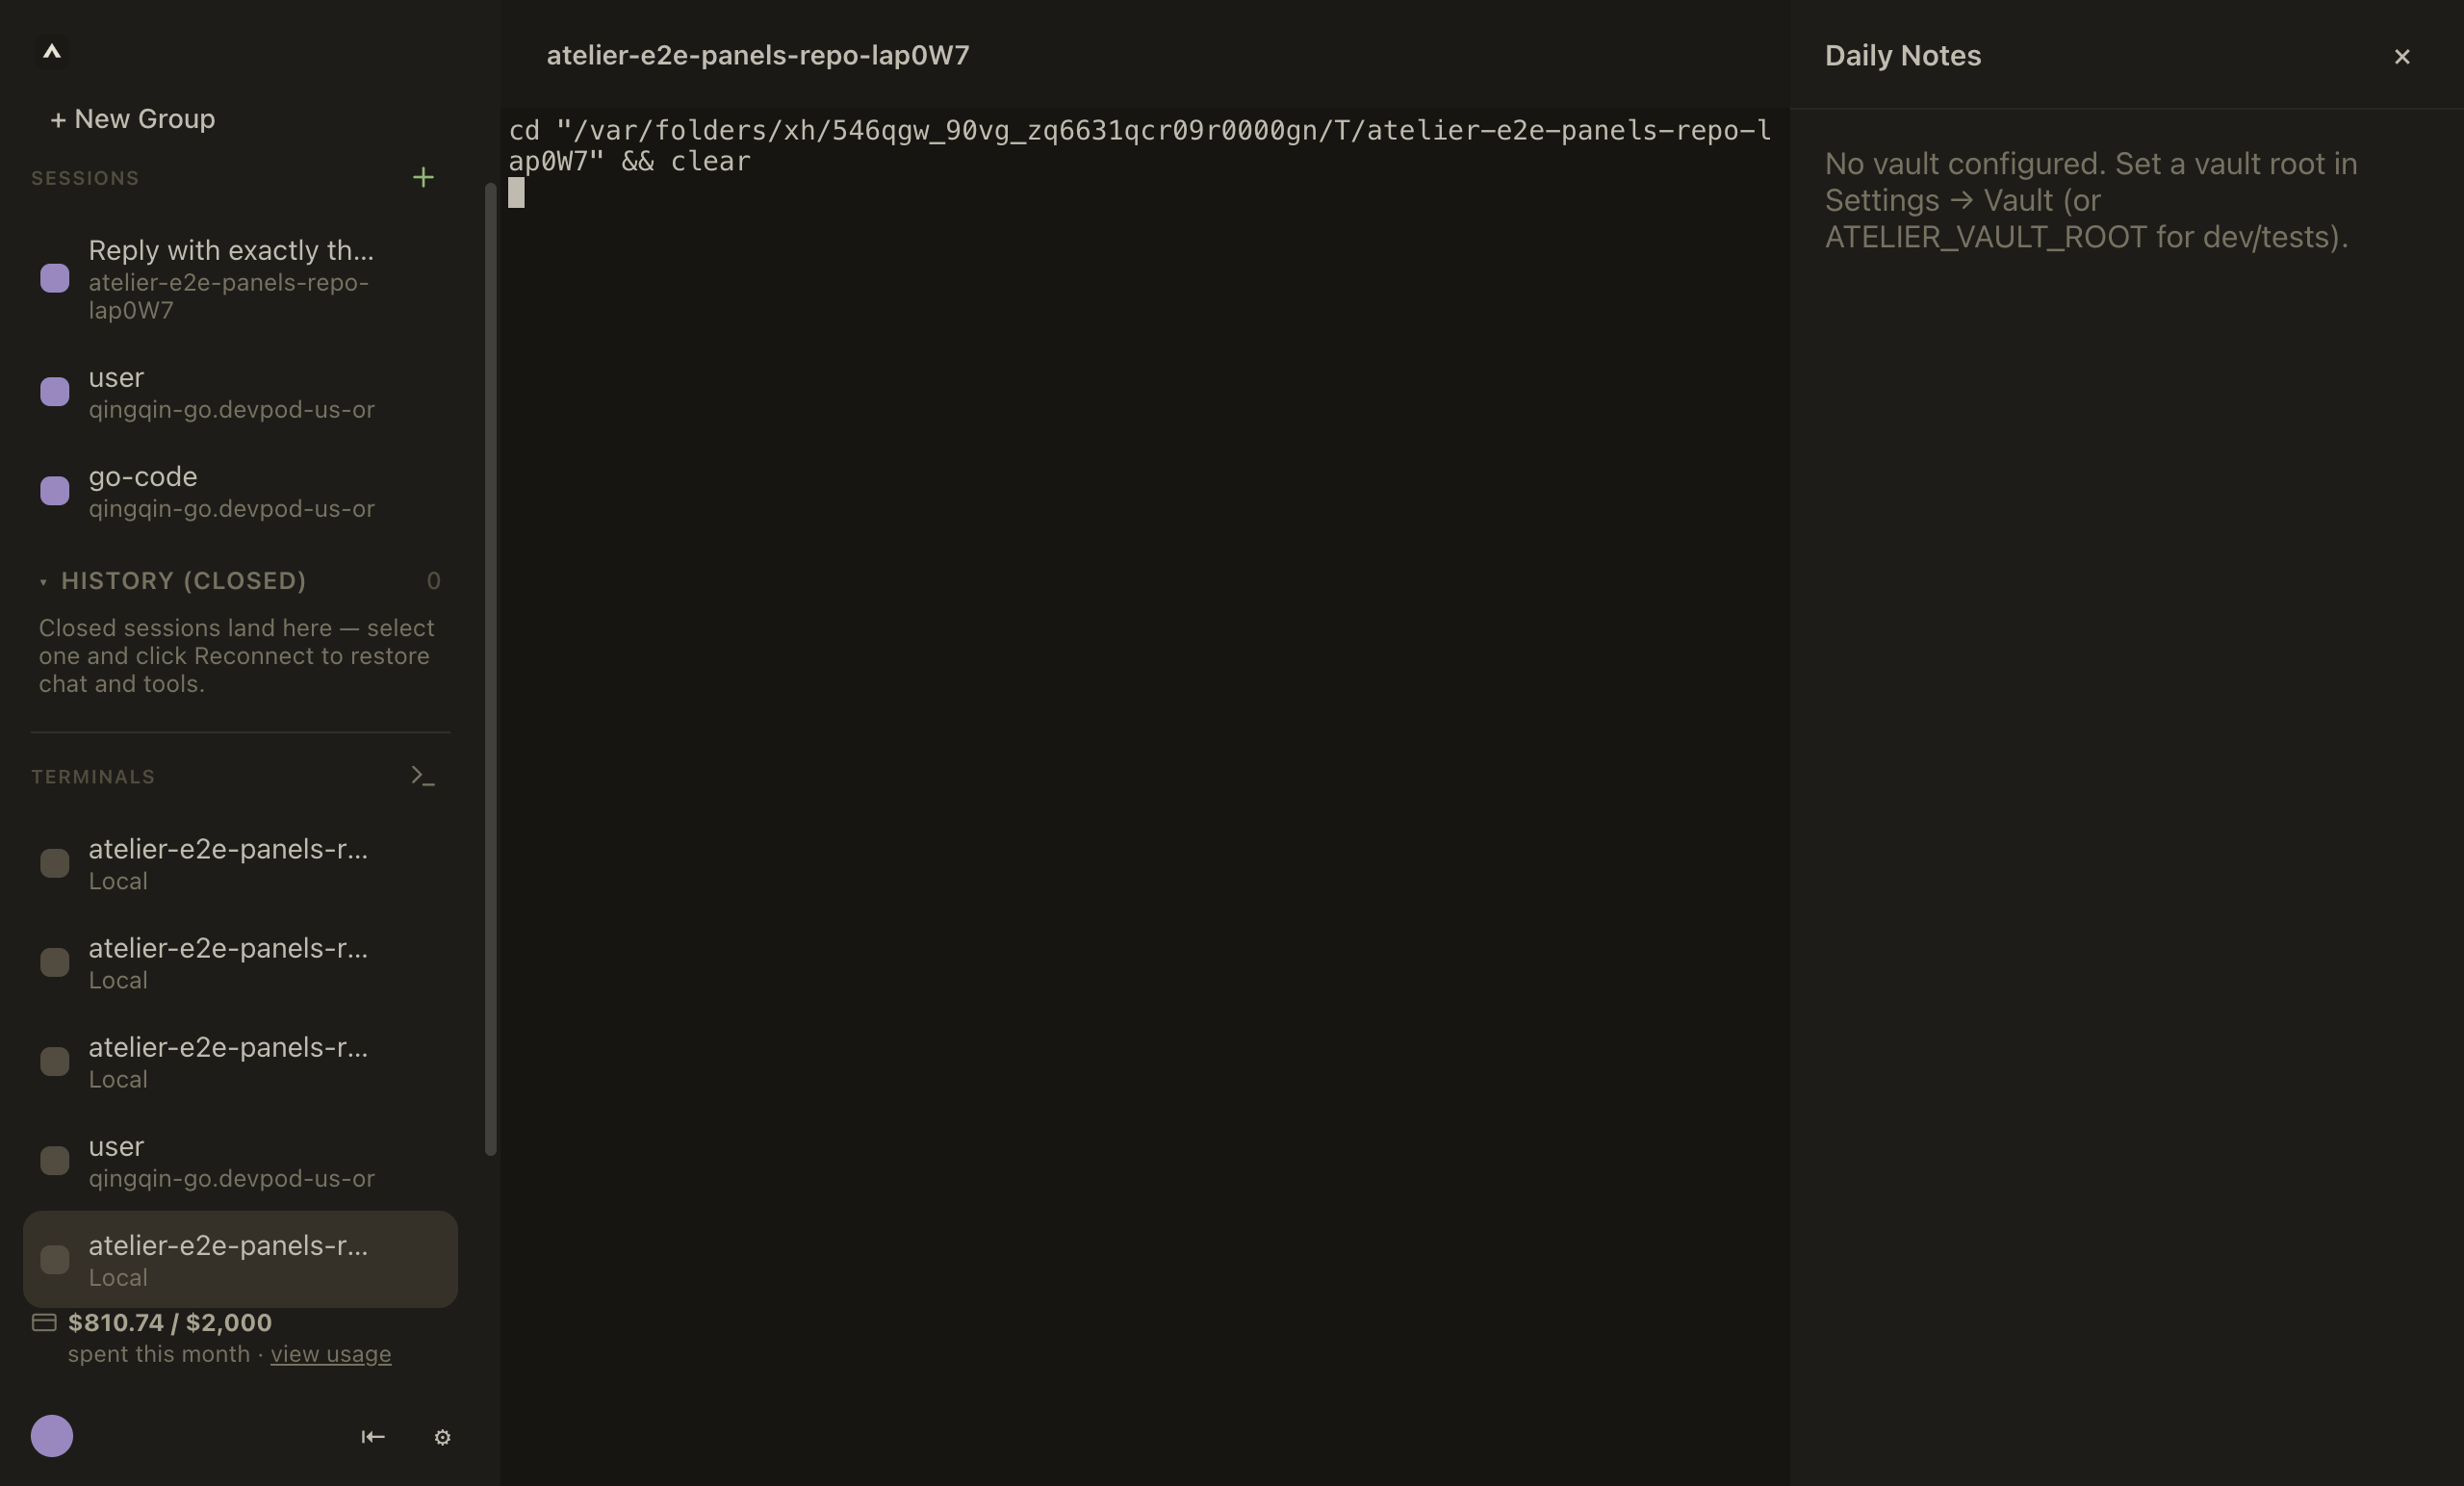 + New Group
SESSIONS
Reply with exactly th...
atelier-e2e-panels-repo-
lap0W7
user
qingqin-go.devpod-us-or
go-code
qingqin-go.devpod-us-or
HISTORY (CLOSED) 0
Closed sessions land here — select
one and click Reconnect to restore
chat and tools.
TERMINALS
atelier-e2e-panels-r...
Local
atelier-e2e-panels-r...
Local
atelier-e2e-panels-r...
Local
user
qingqin-go.devpod-us-or
atelier-e2e-panels-r...
Local
$810.74 / $2,000
spent this month · view usage
atelier-e2e-panels-repo-lap0W7
cd "/var/folders/xh/546qgw_90vg_zq6631qcr09r0000gn/T/atelier-e2e-panels-repo-l
ap0W7" && clear
Daily Notes
No vault configured. Set a vault root in
Settings → Vault (or
ATELIER_VAULT_ROOT for dev/tests).